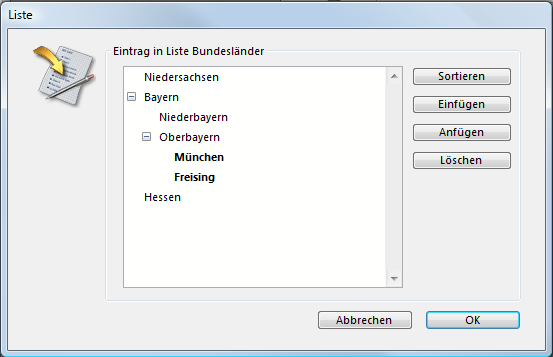 Liste
Eintrag in Liste Bundesländer
Niedersachsen
Bayern
Niederbayern
Oberbayern
München
Freising
Hessen
Sortieren
Einfügen
Anfügen
Löschen
Abbrechen
OK